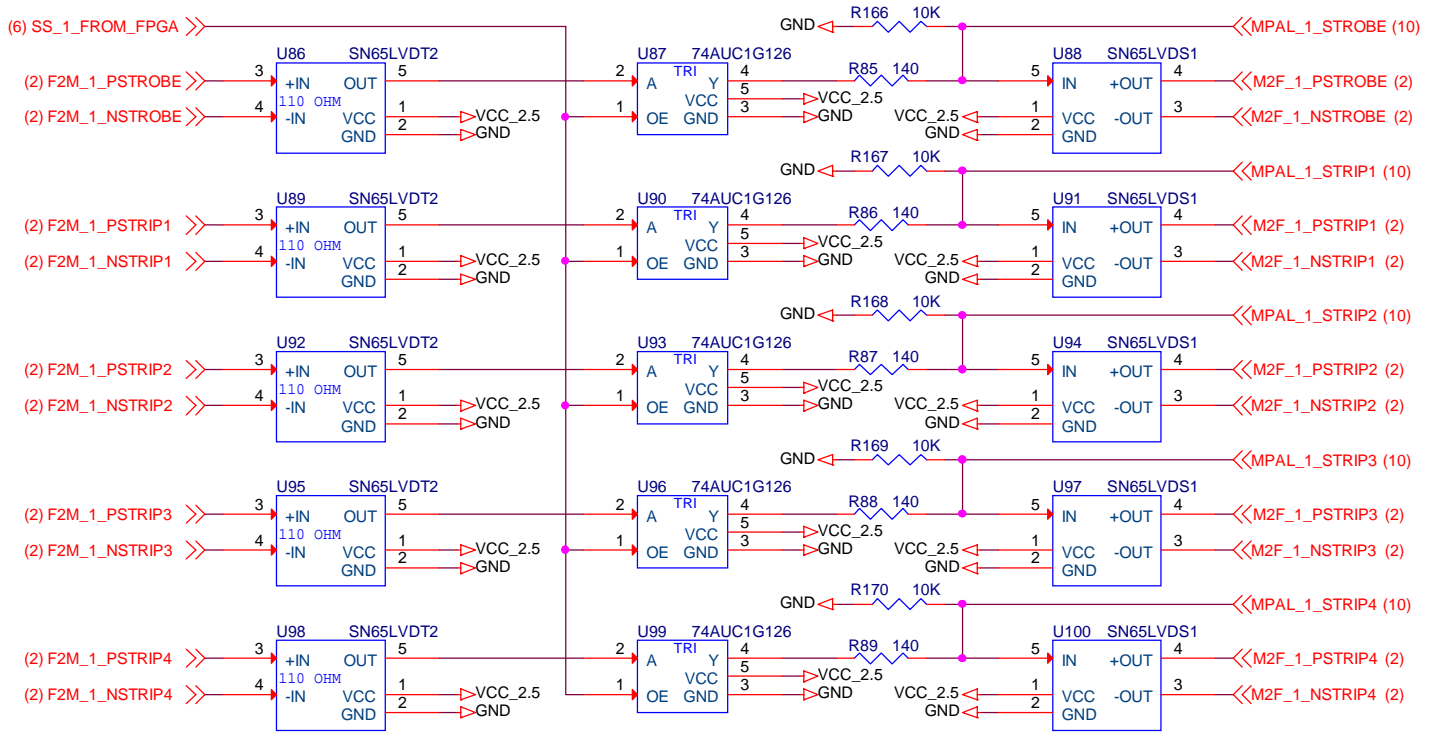 R166 10K
(6) SS_1_FROM_FPGA GND MPAL_1_STROBE (10)
U86 SN65LVDT2 U87 74AUC1G126 U88 SN65LVDS1
(2) F2M_1_PSTROBE 3 +IN OUT 5 2 A TRI Y 4 R85 140 5 IN +OUT 4 M2F_1_PSTROBE (2)
110 OHM VCC 5 VCC_2.5
(2) F2M_1_NSTROBE 4 -IN VCC 1 VCC_2.5 1 OE GND 3 GND VCC_2.5 1 VCC -OUT 3 M2F_1_NSTROBE (2)
GND 2 GND GND 2 GND
R167 10K
GND MPAL_1_STRIP1 (10)
U89 SN65LVDT2 U90 74AUC1G126 U91 SN65LVDS1
(2) F2M_1_PSTRIP1 3 +IN OUT 5 2 A TRI Y 4 R86 140 5 IN +OUT 4 M2F_1_PSTRIP1 (2)
110 OHM VCC 5 VCC_2.5
(2) F2M_1_NSTRIP1 4 -IN VCC 1 VCC_2.5 1 OE GND 3 GND VCC_2.5 1 VCC -OUT 3 M2F_1_NSTRIP1 (2)
GND 2 GND GND 2 GND
R168 10K
GND MPAL_1_STRIP2 (10)
U92 SN65LVDT2 U93 74AUC1G126 U94 SN65LVDS1
(2) F2M_1_PSTRIP2 3 +IN OUT 5 2 A TRI Y 4 R87 140 5 IN +OUT 4 M2F_1_PSTRIP2 (2)
110 OHM VCC 5 VCC_2.5
(2) F2M_1_NSTRIP2 4 -IN VCC 1 VCC_2.5 1 OE GND 3 GND VCC_2.5 1 VCC -OUT 3 M2F_1_NSTRIP2 (2)
GND 2 GND GND 2 GND
R169 10K
GND MPAL_1_STRIP3 (10)
U95 SN65LVDT2 U96 74AUC1G126 U97 SN65LVDS1
(2) F2M_1_PSTRIP3 3 +IN OUT 5 2 A TRI Y 4 R88 140 5 IN +OUT 4 M2F_1_PSTRIP3 (2)
110 OHM VCC 5 VCC_2.5
(2) F2M_1_NSTRIP3 4 -IN VCC 1 VCC_2.5 1 OE GND 3 GND VCC_2.5 1 VCC -OUT 3 M2F_1_NSTRIP3 (2)
GND 2 GND GND 2 GND
R170 10K
GND MPAL_1_STRIP4 (10)
U98 SN65LVDT2 U99 74AUC1G126 U100 SN65LVDS1
(2) F2M_1_PSTRIP4 3 +IN OUT 5 2 A TRI Y 4 R89 140 5 IN +OUT 4 M2F_1_PSTRIP4 (2)
110 OHM VCC 5 VCC_2.5
(2) F2M_1_NSTRIP4 4 -IN VCC 1 VCC_2.5 1 OE GND 3 GND VCC_2.5 1 VCC -OUT 3 M2F_1_NSTRIP4 (2)
GND 2 GND GND 2 GND